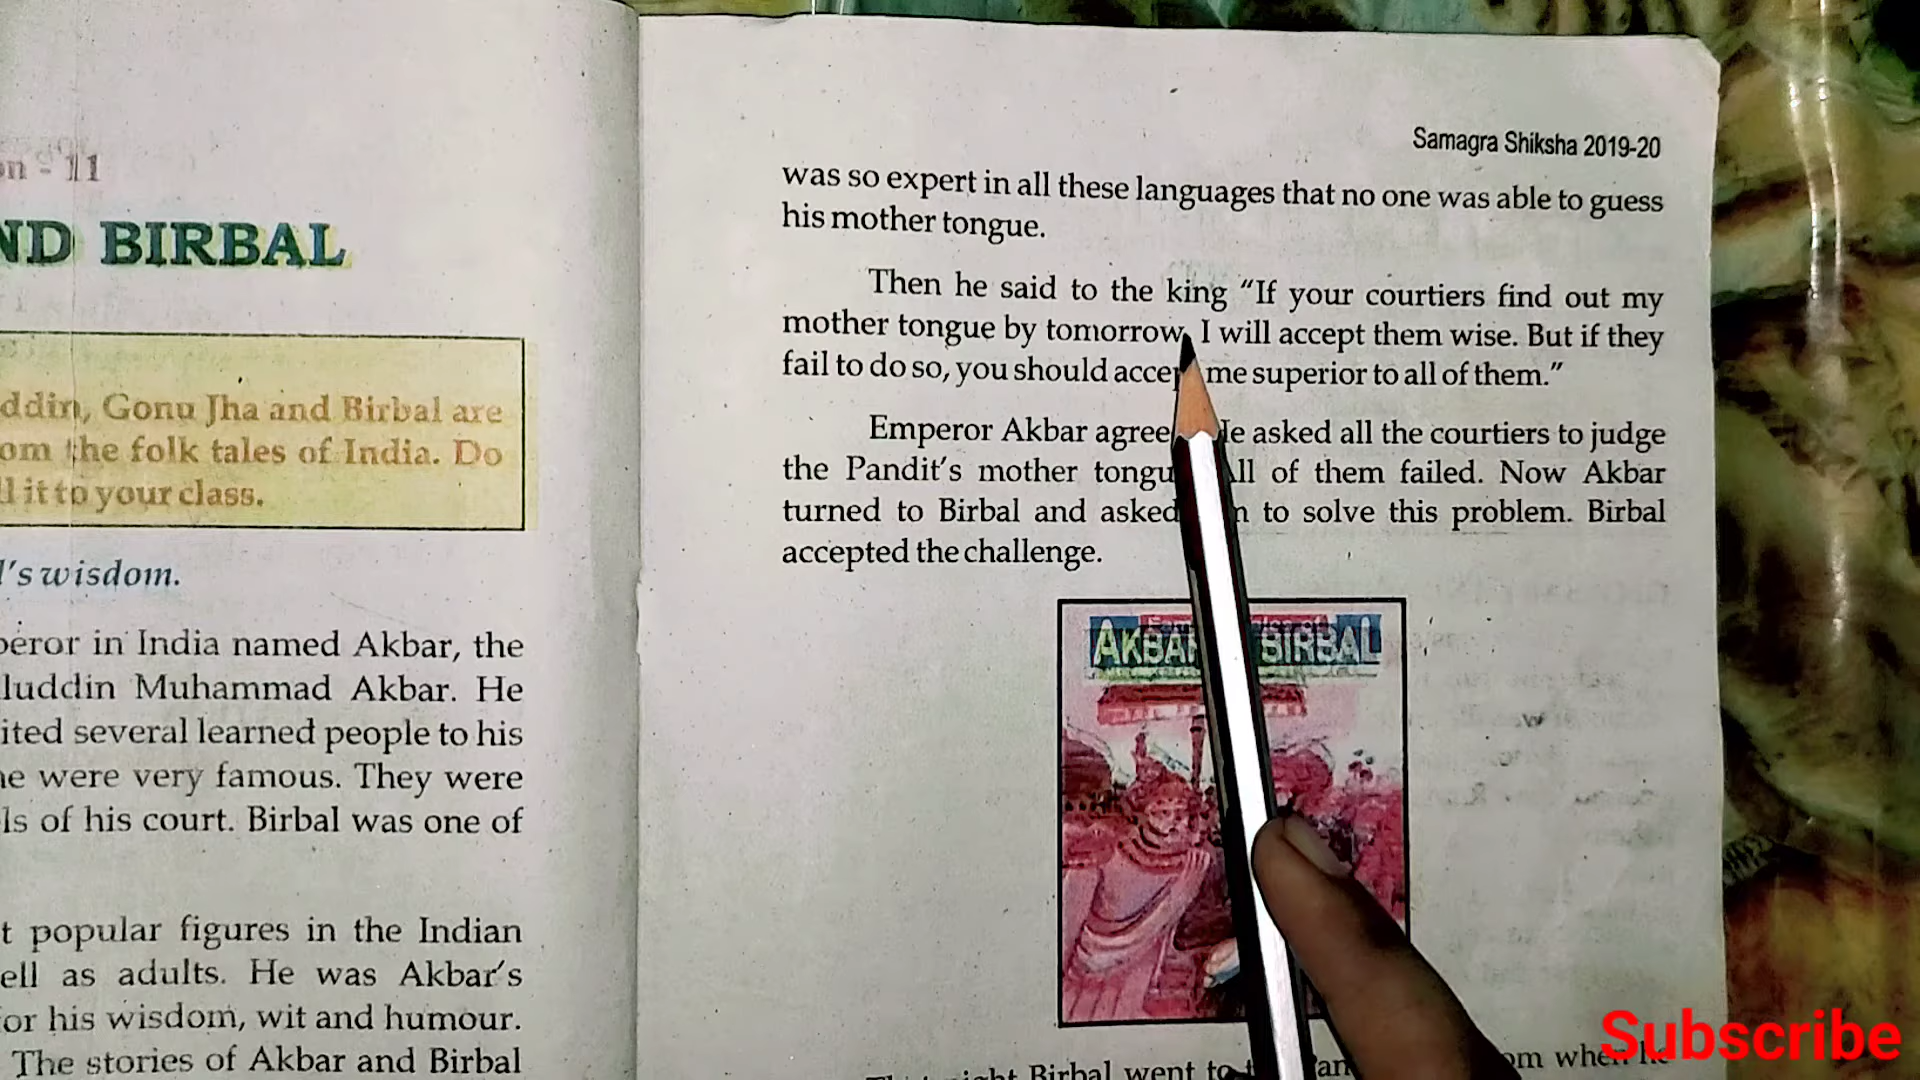 - 11
ND BIRBAL
ddin, Gonu Jha and Birbal are
om the folk tales of India. Do
ll it to your class.
l's wisdom.
peror in India named Akbar, the
luddin Muhammad Akbar. He
ited several learned people to his
ne were very famous. They were
ls of his court. Birbal was one of
t popular figures in the Indian
ell as adults. He was Akbar's
for his wisdom, wit and humour.
The stories of Akbar and Birbal
Samagra Shiksha 2019-20
was so expert in all these languages that no one was able to guess
his mother tongue.
Then he said to the king "If your courtiers find out my
mother tongue by tomorrow, I will accept them wise. But if they
fail to do so, you should accep me superior to all of them."
Emperor Akbar agree He asked all the courtiers to judge
the Pandit's mother tongu All of them failed. Now Akbar
turned to Birbal and asked to solve this problem. Birbal
accepted the challenge.
AKBAR BIRBAL
night Birbal went to when he
Subscribe